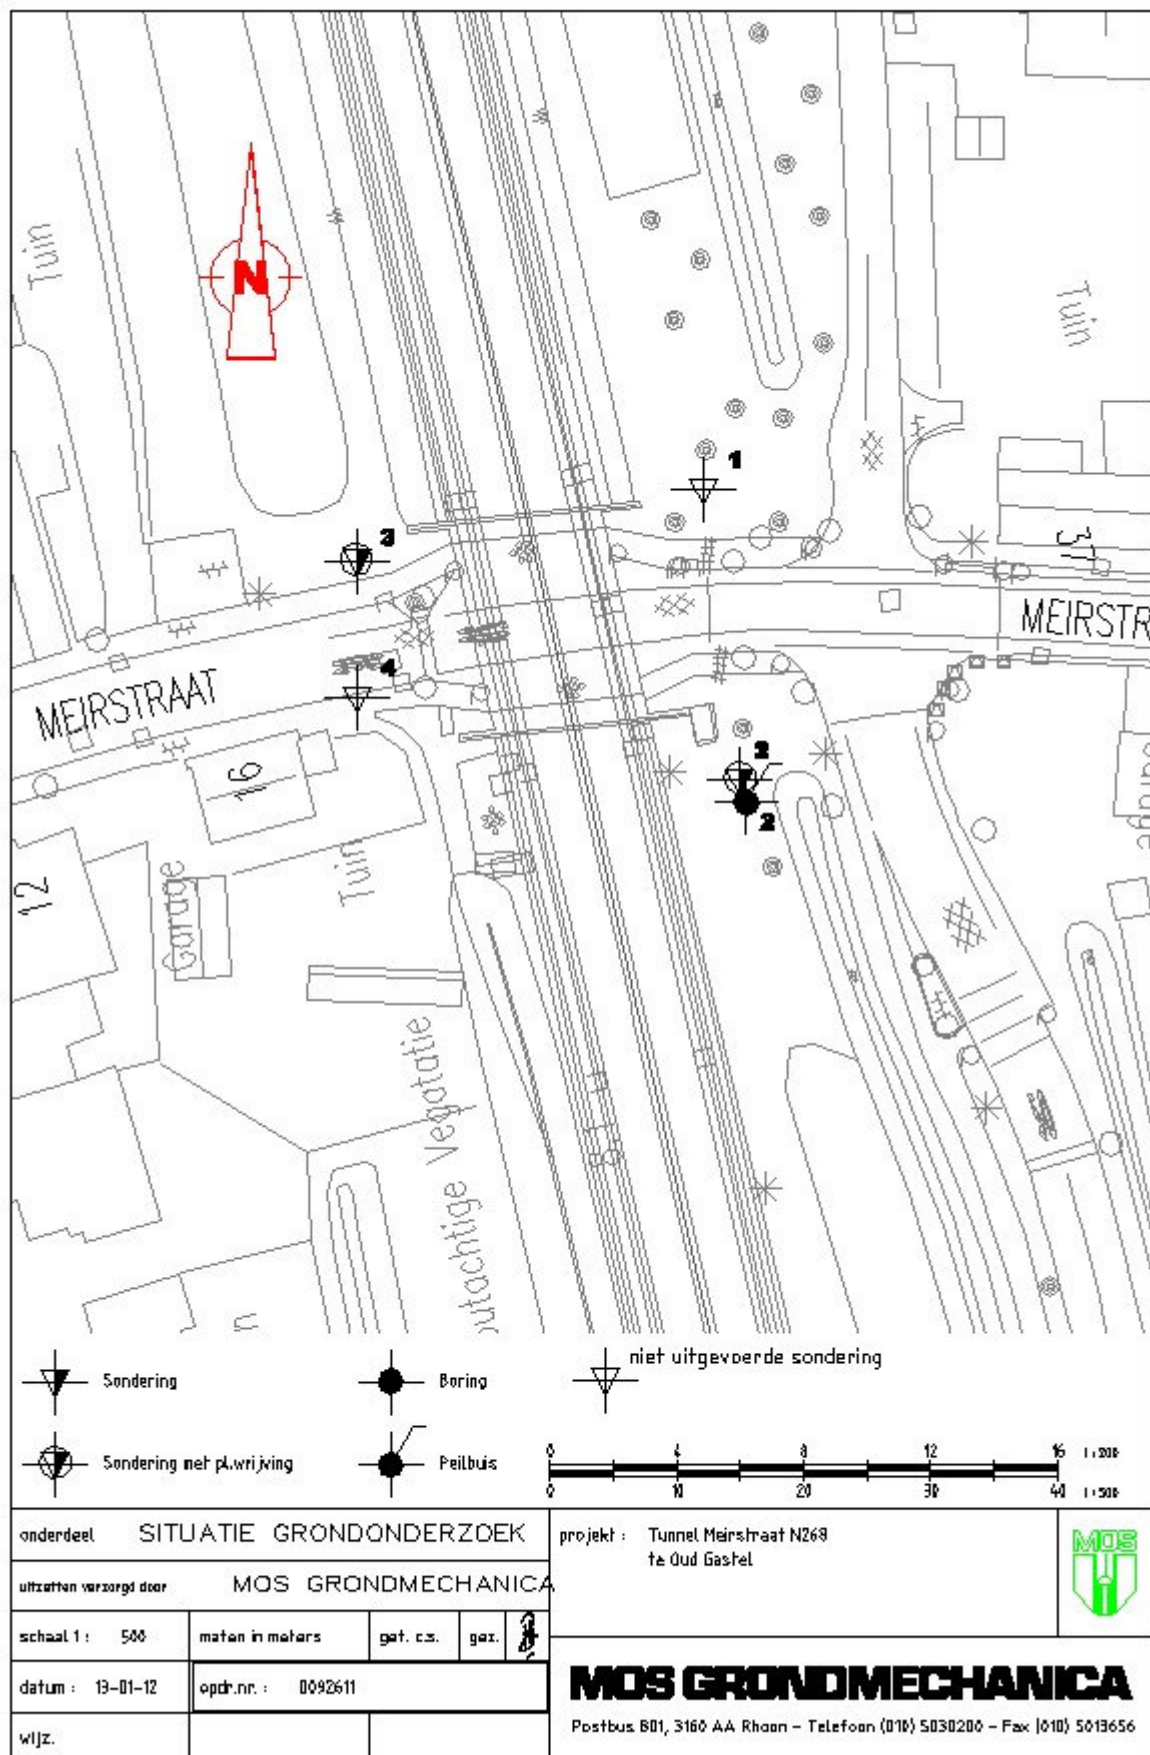 Tuin
N
Tuin
1
3
37
MEIRSTR
4
MEIRSTRAAT
16
2
2
12
Garage
Tuin
Vegatatie
niet uitgevoerde sondering
Sondering
Boring
Sondering met pl.wrijving
Peilbuis
0 4 8 12 16 1:200
0 10 20 30 40 1:500
onderdeel SITUATIE GRONDONDERZOEK
projekt : Tunnel Meirstraat N268
te Oud Gastel
MOS
uitzetten verzorgd door MOS GRONDMECHANICA
schaal 1 : 500 maten in meters get. c.s. gez.
datum : 13-01-12 opdr.nr. : 0092611
MOS GRONDMECHANICA
Postbus 801, 3160 AA Rhoon - Telefoon (010) 5030200 - Fax (010) 5013656
wijz.